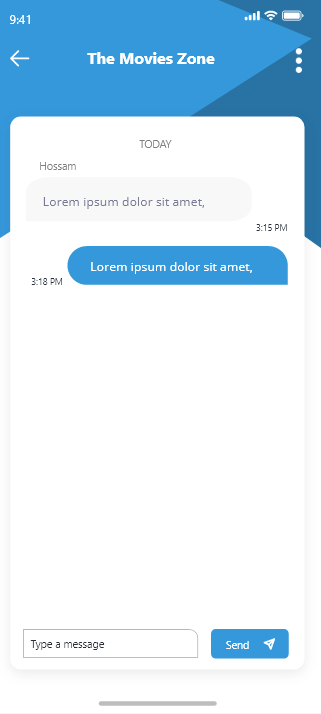 9:41
The Movies Zone
TODAY
Hossam
Lorem ipsum dolor sit amet,
3:15 PM
Lorem ipsum dolor sit amet,
3:18 PM
Type a message
Send